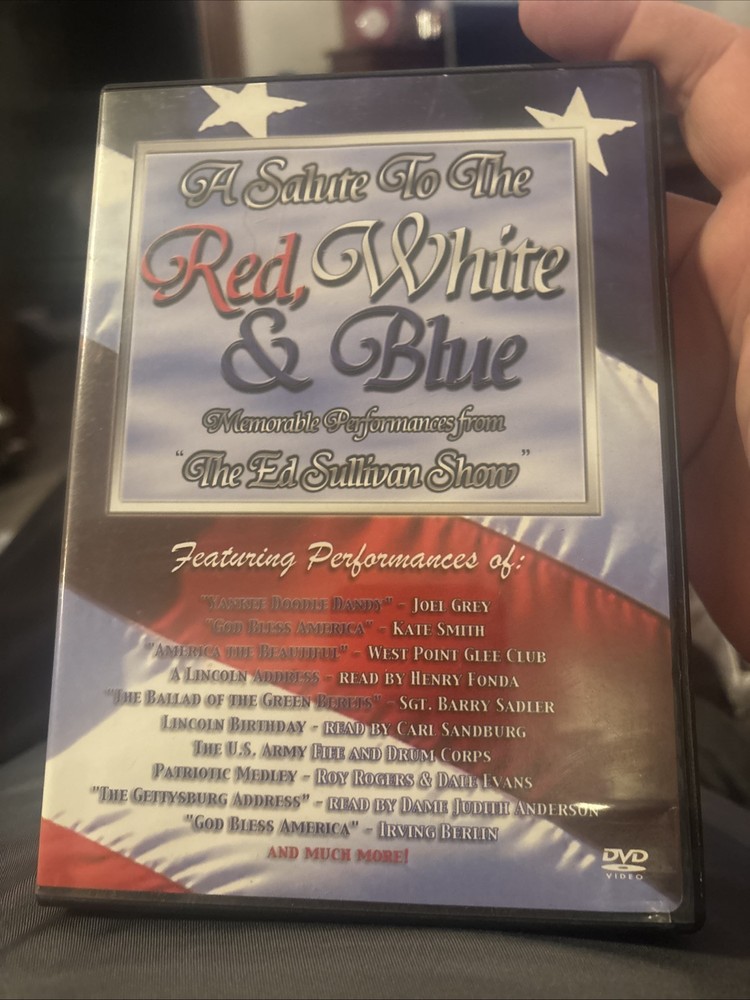 A Salute To The
Red, White
& Blue
Memorable Performances from
"The Ed Sullivan Show"
Featuring Performances of:
"Yankee Doodle Dandy" - Joel Grey
"God Bless America" - Kate Smith
"America the Beautiful" - West Point Glee Club
A Lincoln Address - read by Henry Fonda
"The Ballad of the Green Berets" - Sgt. Barry Sadler
Lincoln Birthday - read by Carl Sandburg
The U.S. Army Fife and Drum Corps
Patriotic Medley - Roy Rogers & Dale Evans
"The Gettysburg Address" - read by Dame Judith Anderson
"God Bless America" - Irving Berlin
and much more!
DVD
VIDEO